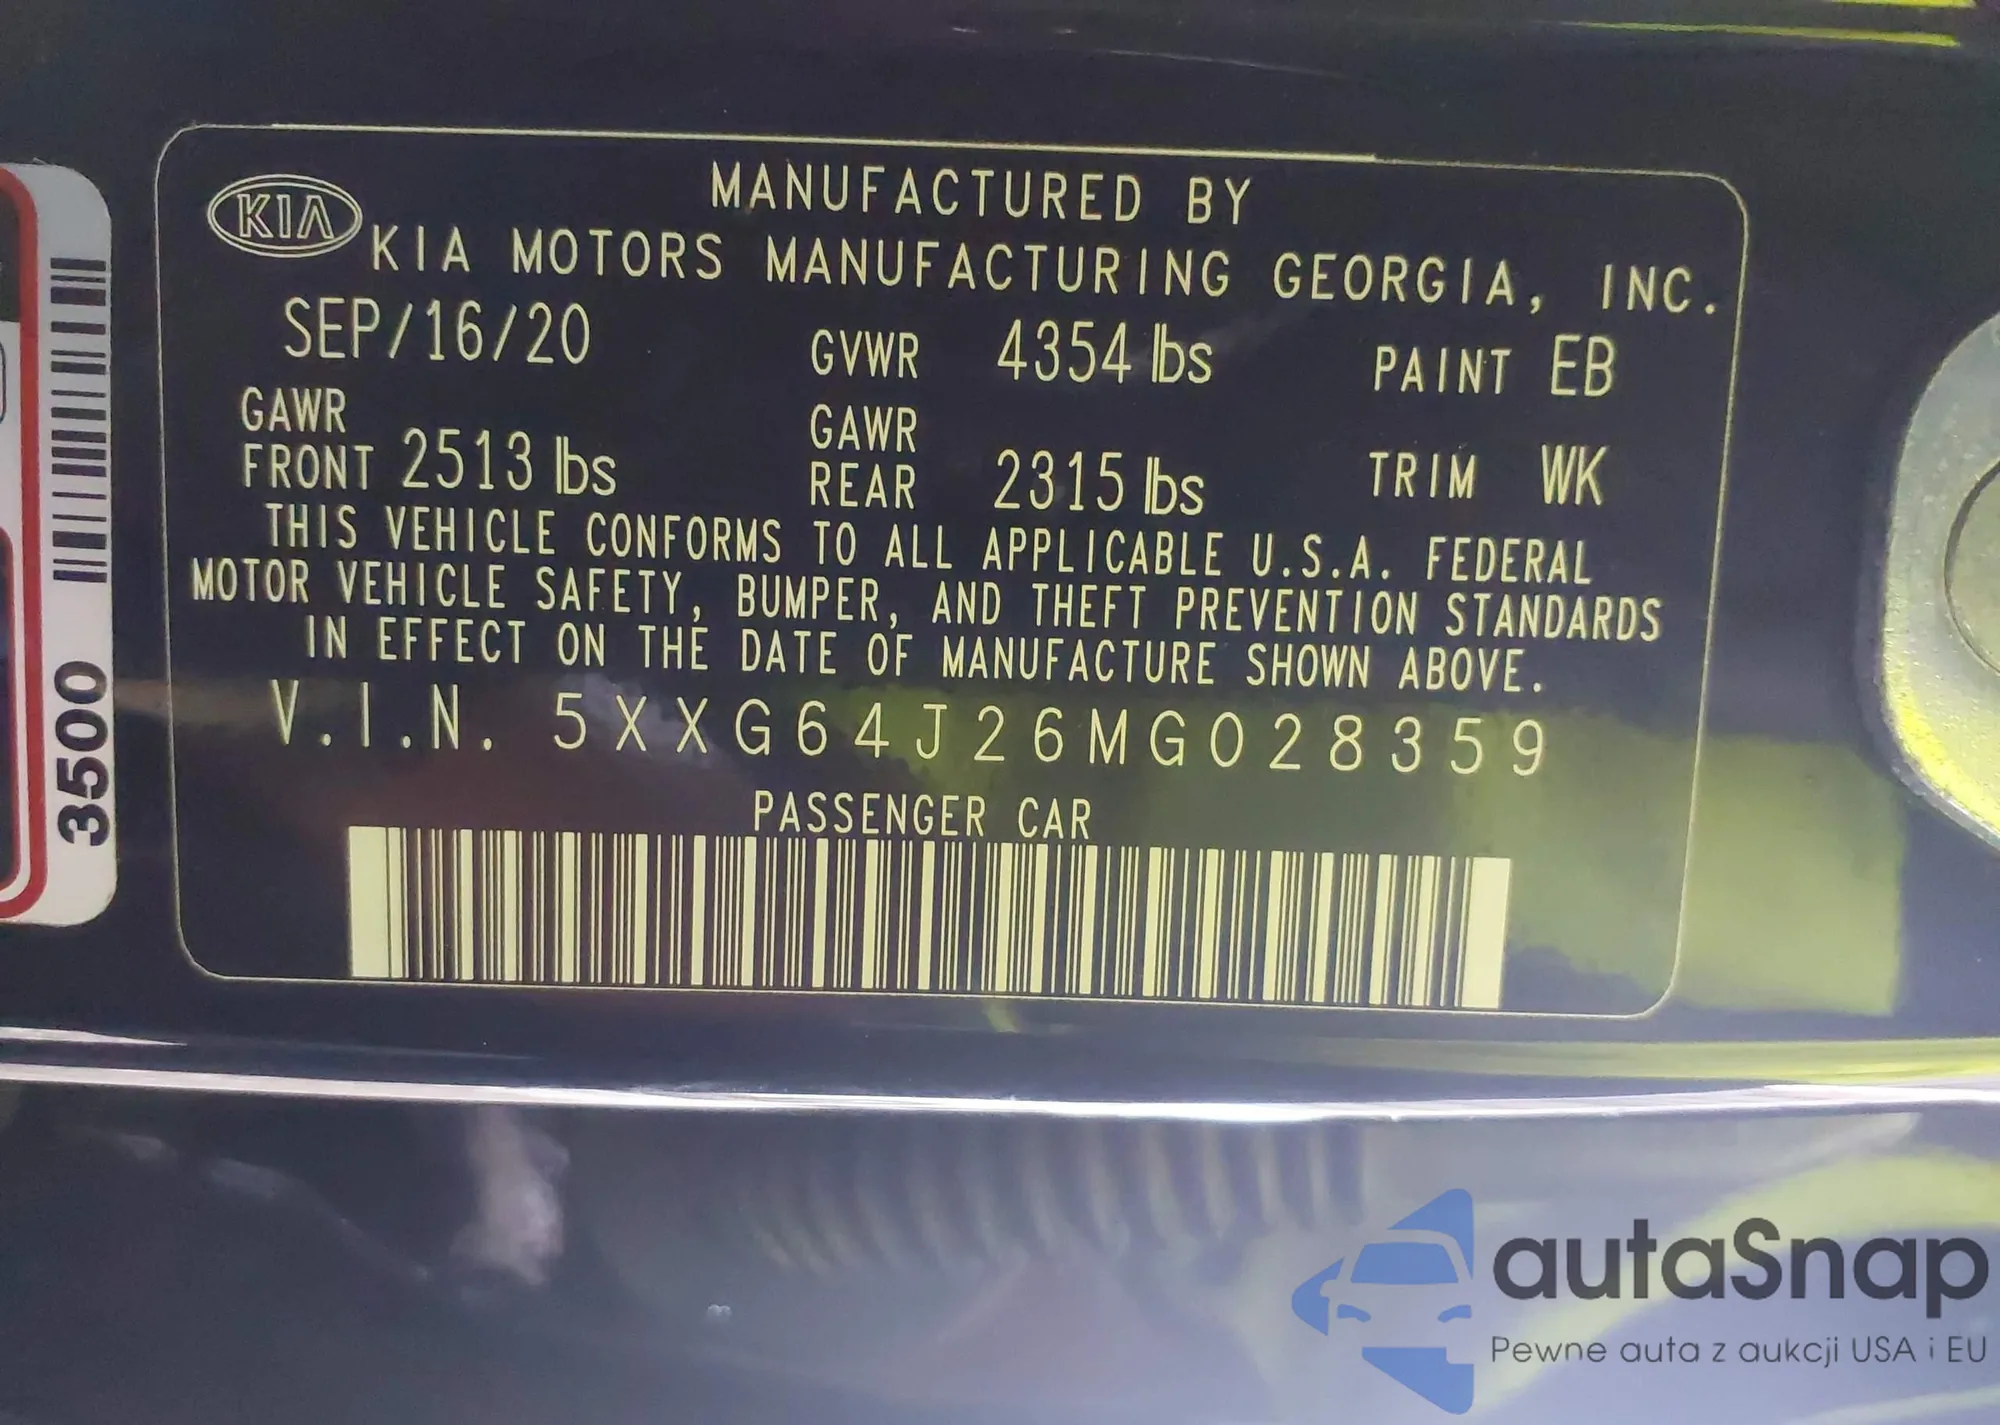 KIA
MANUFACTURED BY
KIA MOTORS MANUFACTURING GEORGIA, INC.
SEP/16/20 GVWR 4354 lbs PAINT EB
GAWR FRONT 2513 lbs GAWR REAR 2315 lbs TRIM WK
THIS VEHICLE CONFORMS TO ALL APPLICABLE U.S.A. FEDERAL
MOTOR VEHICLE SAFETY, BUMPER, AND THEFT PREVENTION STANDARDS
IN EFFECT ON THE DATE OF MANUFACTURE SHOWN ABOVE.
V.I.N. 5XXG64J26MG028359
PASSENGER CAR
3500
autaSnap
Pewne auta z aukcji USA i EU